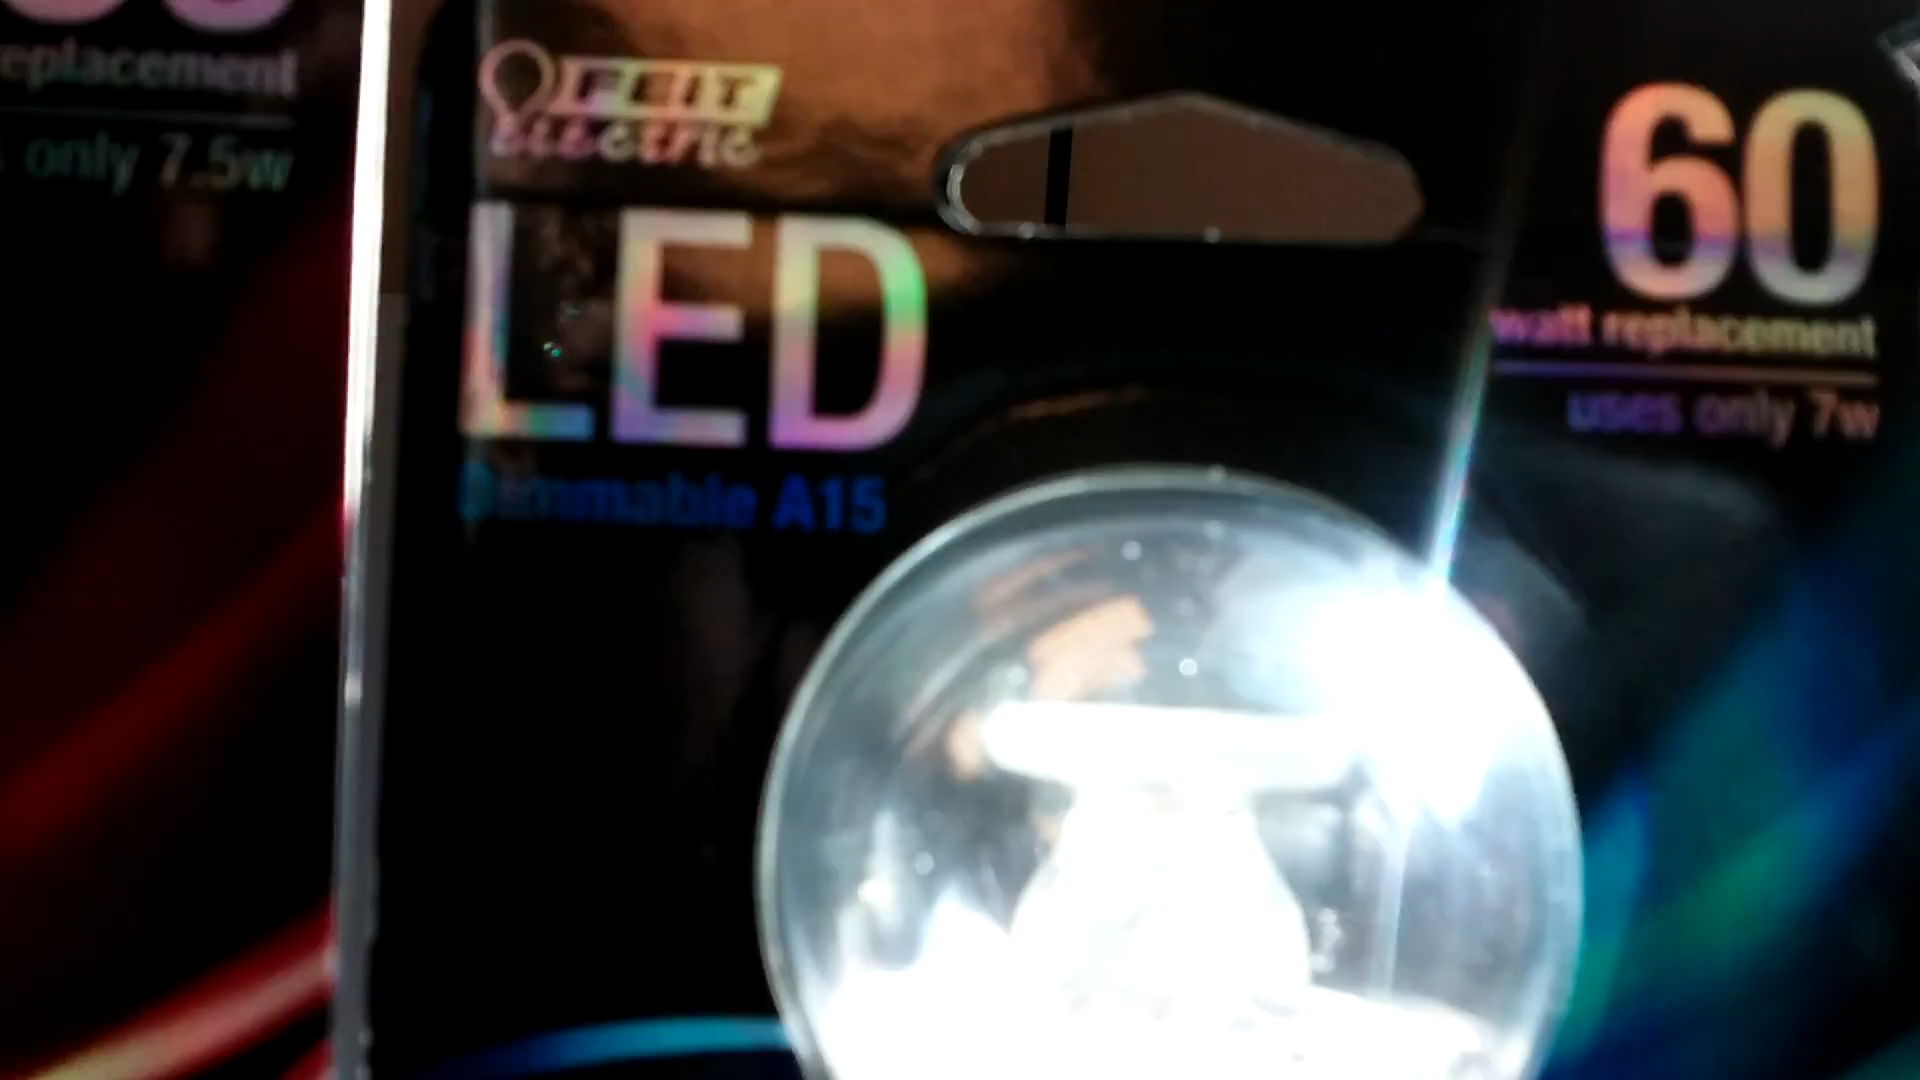 replacement
only 7.5w
FEIT
electric
LED
Dimmable A15
60
watt replacement
uses only 7w